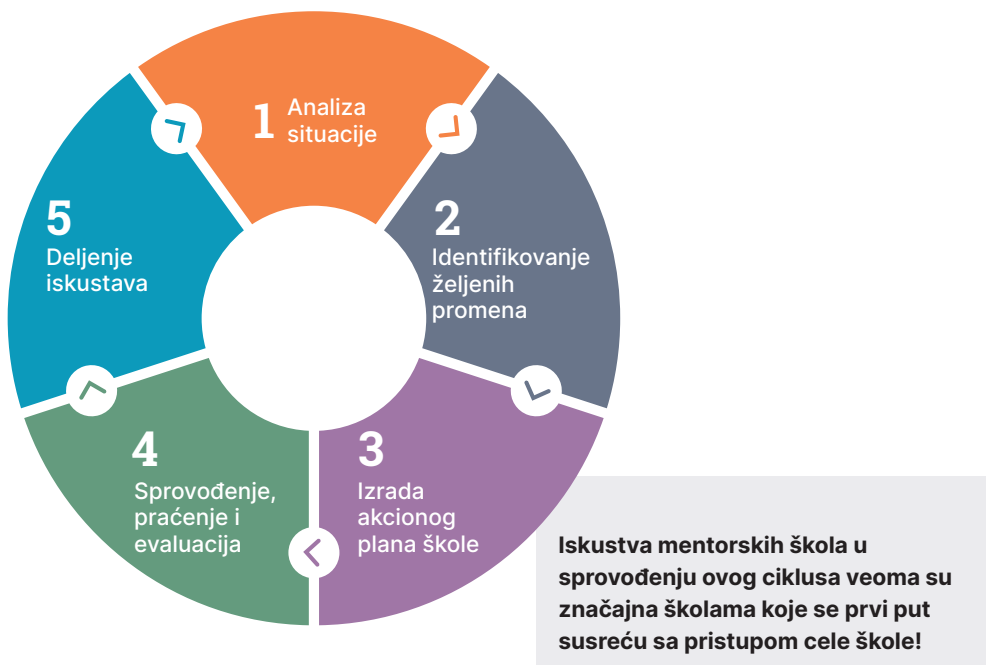 1 Analiza
situacije
2
Identifikovanje
željenih
promena
3
Izrada
akcionog
plana škole
4
Sprovođenje,
praćenje i
evaluacija
5
Deljenje
iskustava
Iskustva mentorskih škola u
sprovođenju ovog ciklusa veoma su
značajna školama koje se prvi put
susreću sa pristupom cele škole!